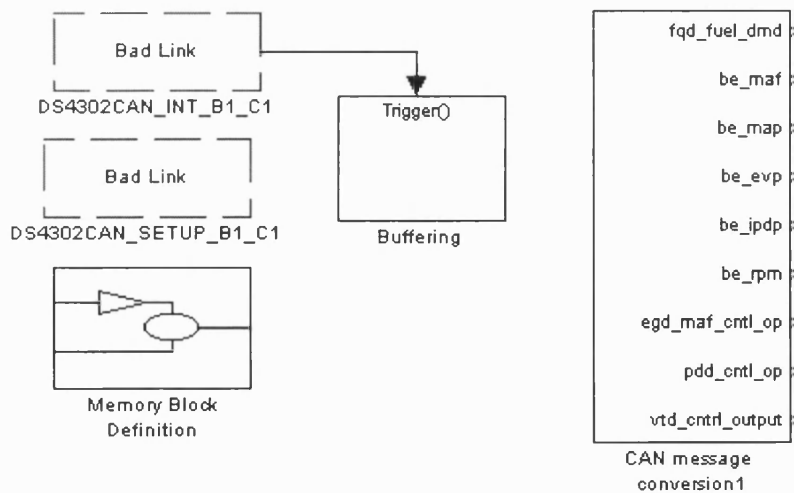 Bad Link
DS4302CAN_INT_B1_C1
Trigger()
Buffering
Bad Link
DS4302CAN_SETUP_B1_C1
Memory Block
Definition
fqd_fuel_dmd
be_maf
be_map
be_evp
be_ipdp
be_rpm
egd_maf_cntl_op
pdd_cntl_op
vtd_cntrl_output
CAN message
conversion1